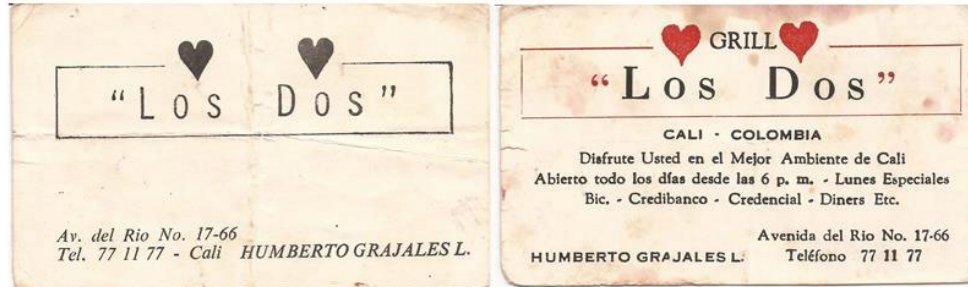 "Los Dos"
Av. del Rio No. 17-66
Tel. 77 11 77 - Cali HUMBERTO GRAJALES L.
GRILL
"Los Dos"
CALI - COLOMBIA
Disfrute Usted en el Mejor Ambiente de Cali
Abierto todo los días desde las 6 p. m. - Lunes Especiales
Bic. - Credibanco - Credencial - Diners Etc.
Avenida del Rio No. 17-66
HUMBERTO GRAJALES L. Teléfono 77 11 77